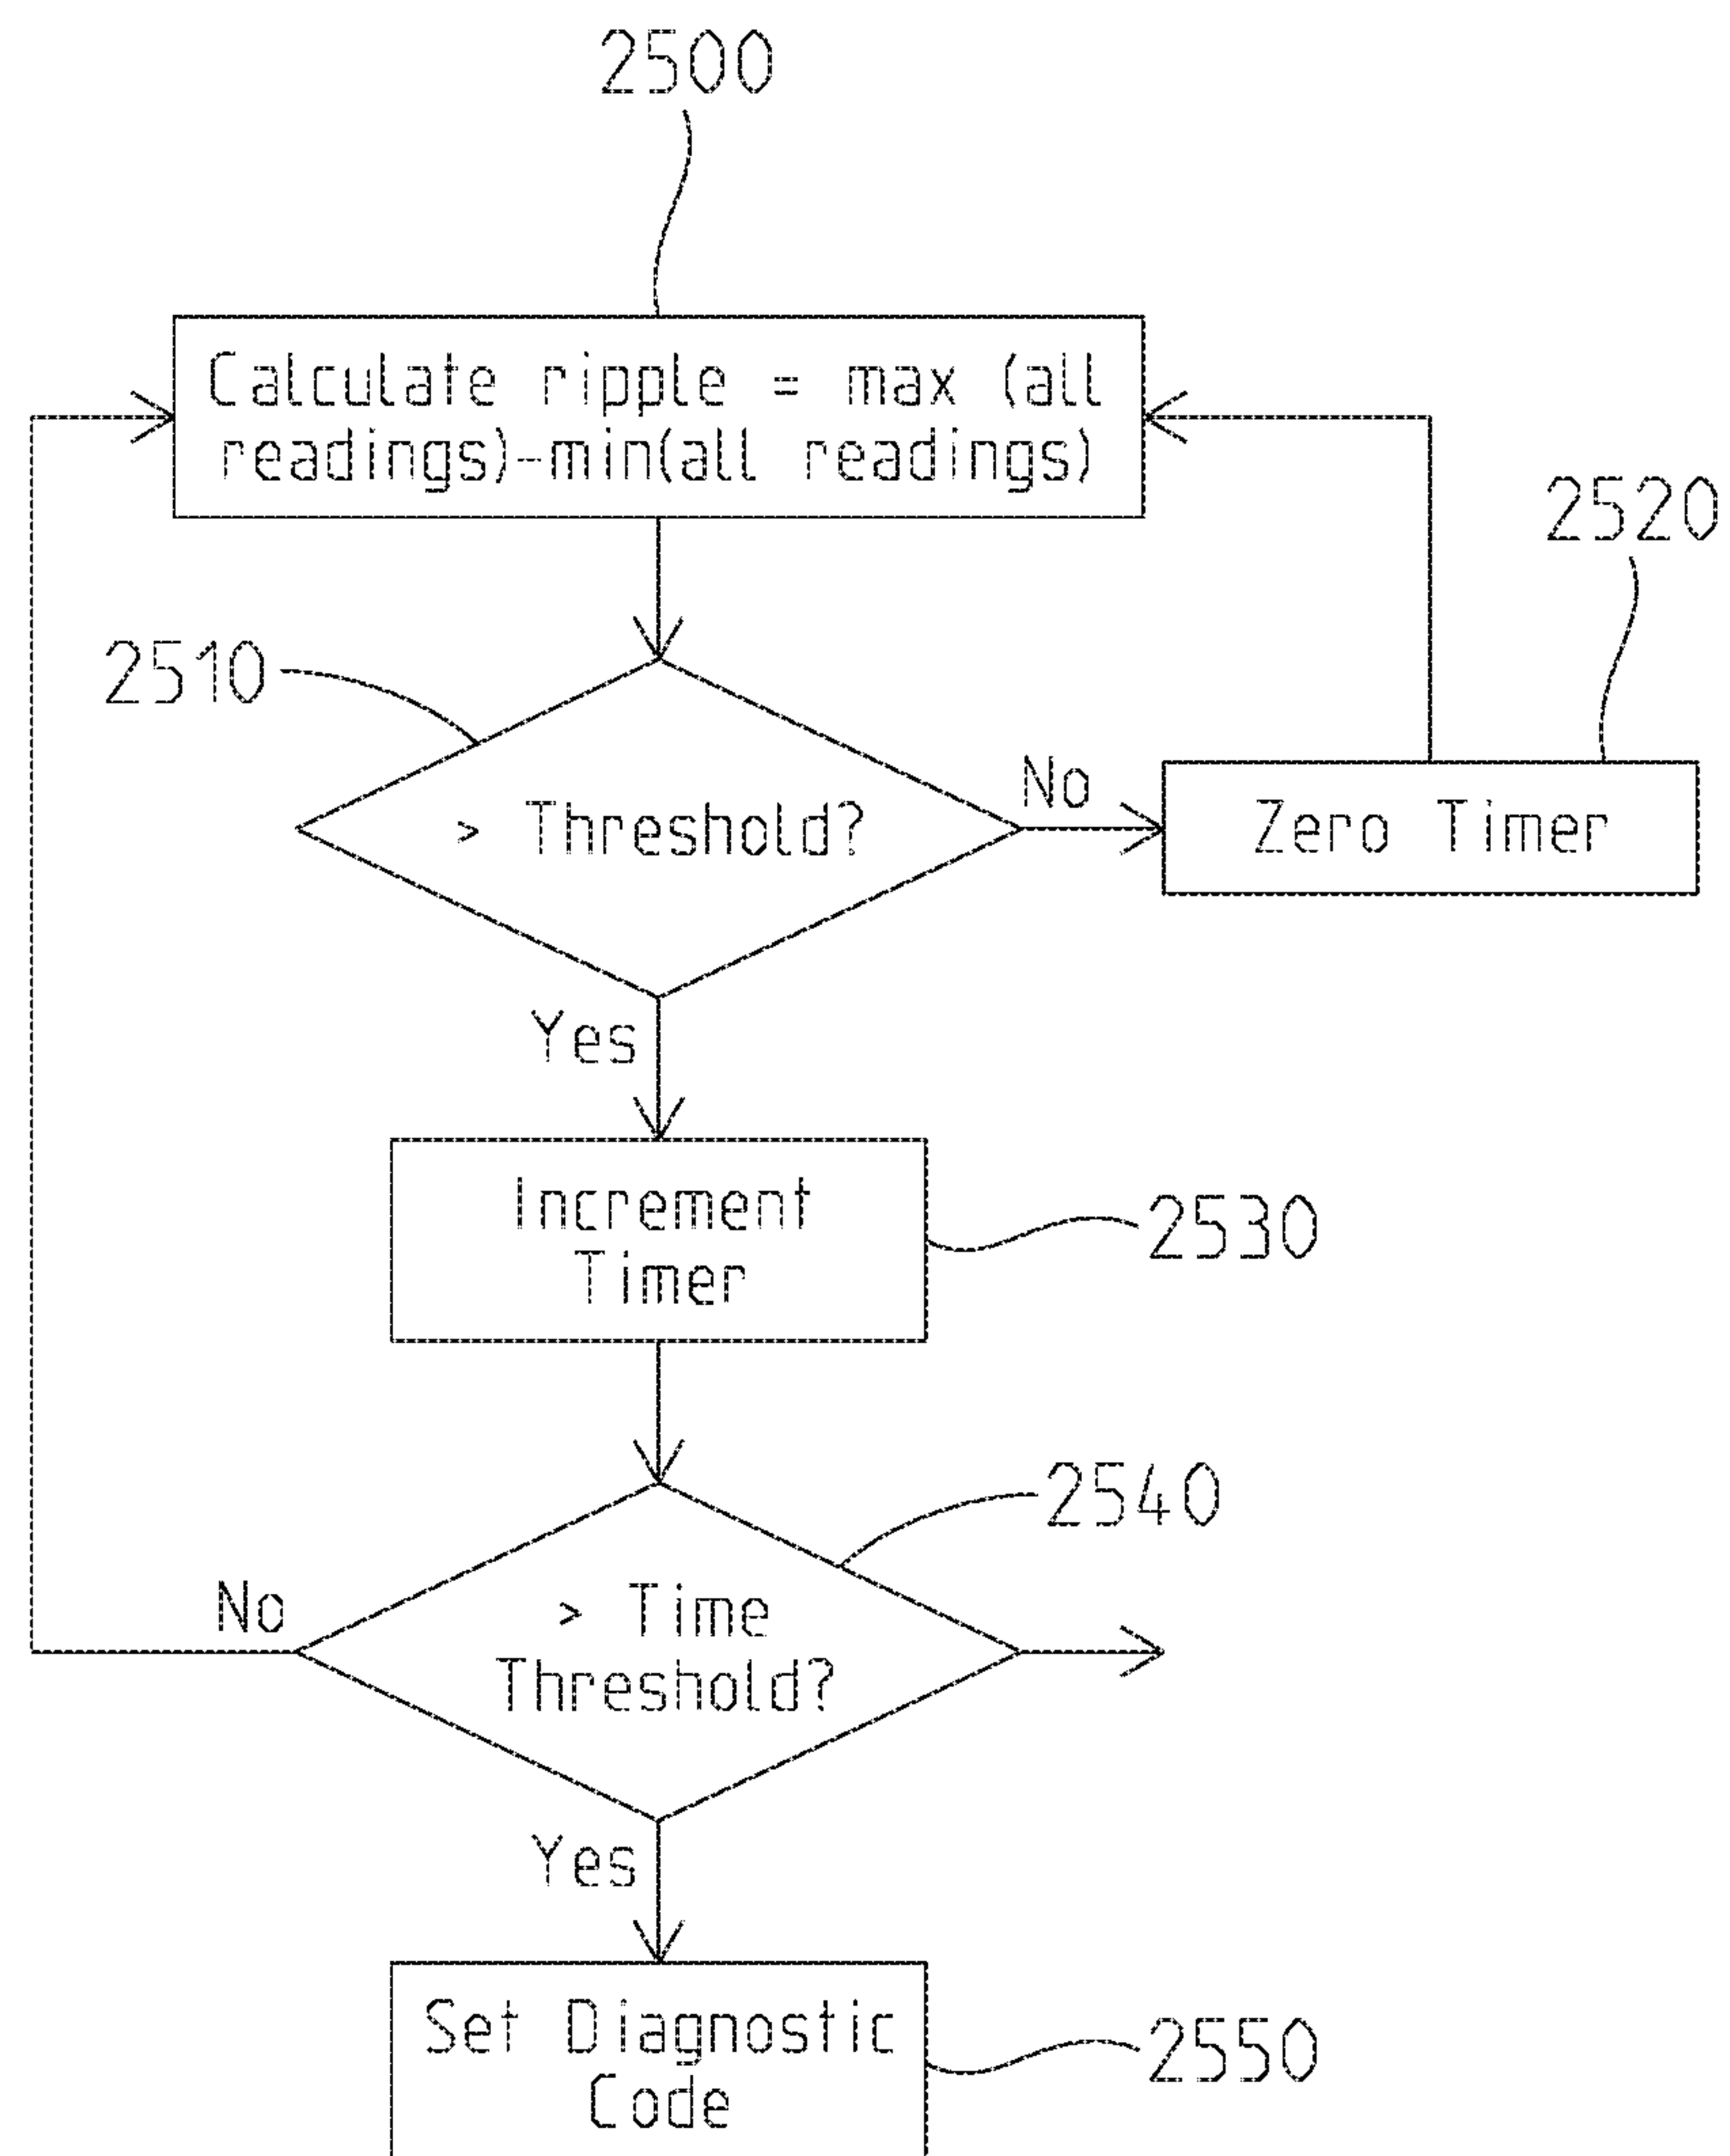 2500
Calculate ripple = max (all
readings)-min(all readings)
2520
2510
> Threshold?
No
Zero Timer
Yes
Increment
Timer
2530
2540
No
> Time
Threshold?
Yes
Set Diagnostic
Code
2550